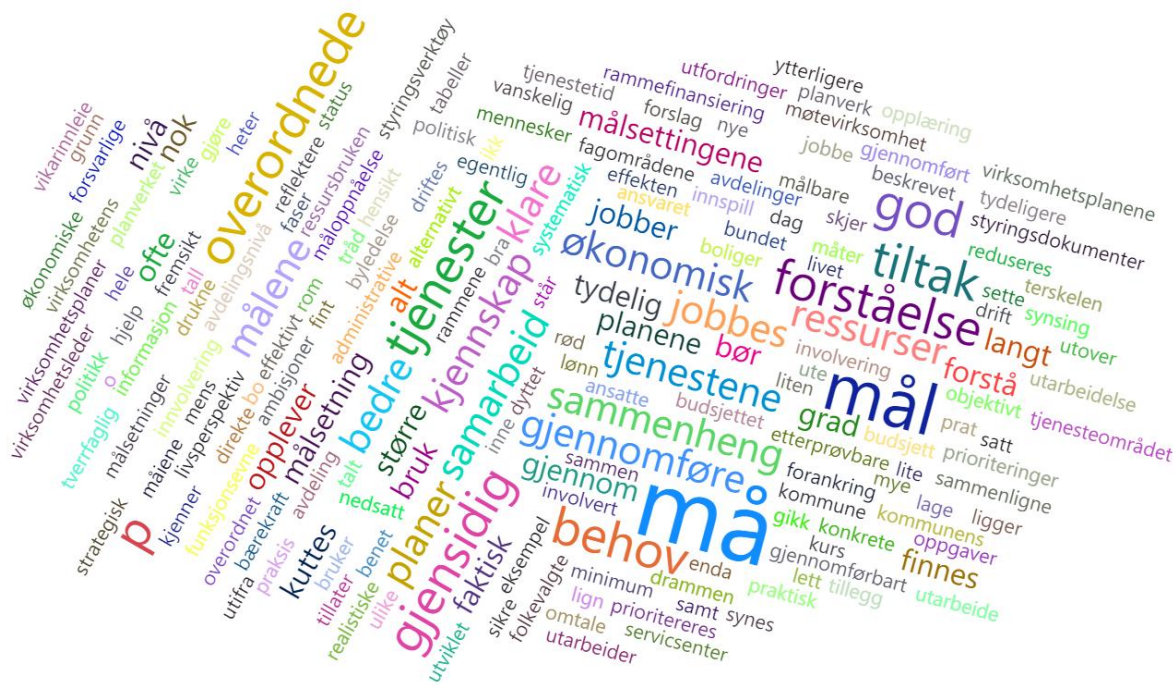 overordnede
styringsverktøy
tabeller
status
reflektere
faser
ressursbruken
måloppnåelse
politisk
driftes
hensikt
tråd
alternativt
ikk
egentlig
systematisk
klare
vikarinnleie
grunn
forsvarlige
nivå
nok
virke
gjøre
heter
planverket
økonomiske
virksomhetens
virksomhetsplaner
virksomhetsleder
hele
ofte
fremskritt
tall
avdelingsnivå
målene
drukne
informasjon
hjelp
politikk
o
tverrfaglig
målsetninger
innvolvering
mens
måiene
livsperspektiv
direkte
bo
effektivt
rom
fint
ambisjoner
administrative
byledelse
alt
tjenester
rammene
bra
står
kjennskap
bedre
samarbeid
målsetning
opplever
større
bruk
talt
nedsatt
avdeling
funksjonsevne
kjenner
strategisk
p
overordnet
bærekraft
utifra
praksis
kuttes
bruker
tillater
benet
realistiske
ulike
planer
gjensidig
faktisk
utviklet
inne
dyttet
sikre
eksempel
folkevalgte
tjenestetid
vanskelig
mennesker
rammefinansiering
forslag
nye
utfordringer
ytterligere
planverk
møtevirksomhet
opplæring
målsettingene
fagområdene
effekten
avdelinger
målbare
jobbe
gjennomført
beskrevet
virksomhetsplanene
tydeligere
styringsdokumenter
ansvaret
innspill
dag
skjer
god
jobber
bundet
boliger
livet
måter
tiltak
reduseres
sette
terskelen
drift
synsing
utover
økonomisk
tydelig
jobbes
forståelse
ressurser
langt
planene
bør
involvering
utarbeidelse
rød
lønn
tjenestene
liten
ute
mål
forstå
objektivt
tjenesteområdet
ansatte
budsjettet
grad
budsjett
prat
satt
prioriteringer
sammenheng
etterprøvbare
lite
mye
sammenligne
gjennomføre
sammen
forankring
lage
ligger
gjennom
kommune
kommunens
involvert
må
gikk
konkrete
oppgaver
kurs
finnes
behov
gjennomførbart
enda
lett
tillegg
utarbeide
minimum
drammen
praktisk
lign
prioritereres
samt
synes
omtale
servicsenter
utarbeider